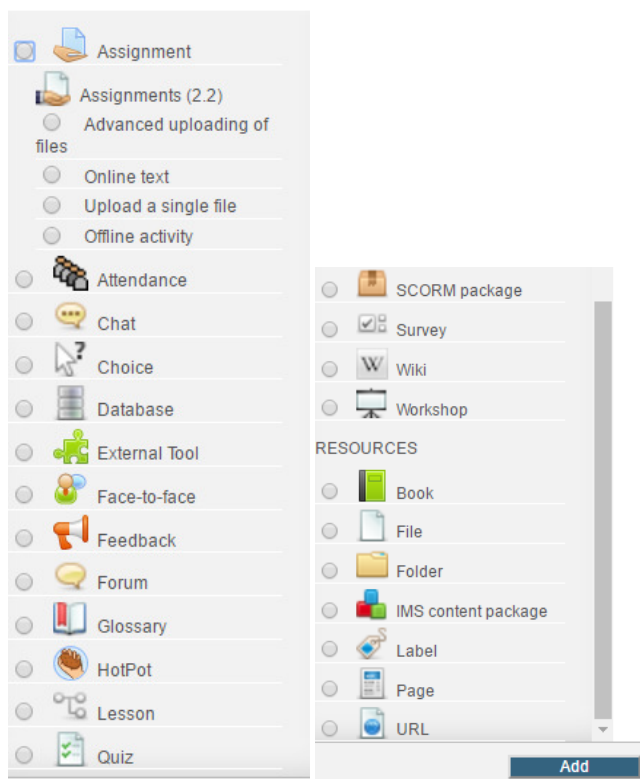 Assignment
Assignments (2.2)
Advanced uploading of
files
Online text
Upload a single file
Offline activity
Attendance
Chat
Choice
Database
External Tool
Face-to-face
Feedback
Forum
Glossary
HotPot
Lesson
Quiz
SCORM package
Survey
W Wiki
Workshop
RESOURCES
Book
File
Folder
IMS content package
Label
Page
URL
Add